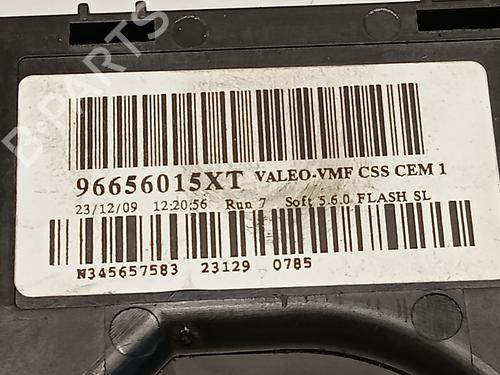 96656015XT VALEO-VMF CSS CEM 1
23/12/09 12:20:56 Run 7 Soft 5.6.0 FLASH SL
N345657583 23129 0785
B-PARTS